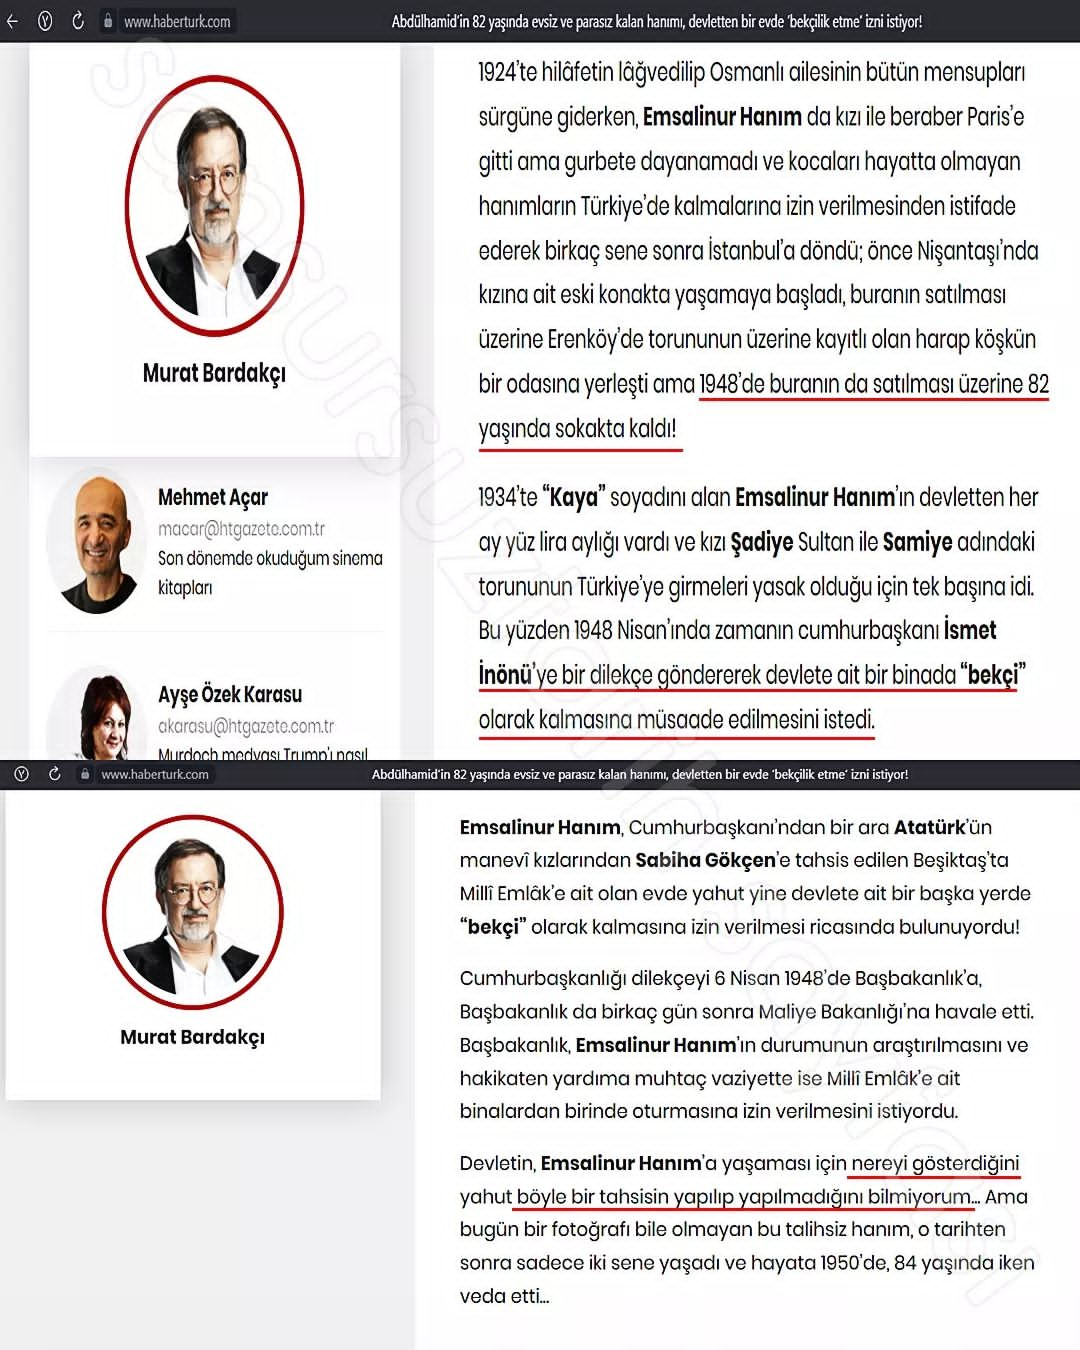 www.haberturk.com
Abdülhamid'in 82 yaşında evsiz ve parasız kalan hanımı, devletten bir evde 'bekçilik etme' izni istiyor!
Murat Bardakçı
Mehmet Açar
macar@htgazete.com.tr
Son dönemde okuduğum sinema
kitapları
Ayşe Özek Karasu
akarasu@htgazete.com.tr
Murdoch medyası Trump'ı nasıl
1924'te hilâfetin lâğvedilip Osmanlı ailesinin bütün mensupları
sürgüne giderken, Emsalinur Hanım da kızı ile beraber Paris'e
gitti ama gurbete dayanamadı ve kocaları hayatta olmayan
hanımların Türkiye'de kalmalarına izin verilmesinden istifade
ederek birkaç sene sonra İstanbul'a döndü; önce Nişantaşı'nda
kızına ait eski konakta yaşamaya başladı, buranın satılması
üzerine Erenköy'de torununun üzerine kayıtlı olan harap köşkün
bir odasına yerleşti ama 1948'de buranın da satılması üzerine 82
yaşında sokakta kaldı!
1934'te “Kaya” soyadını alan Emsalinur Hanım'ın devletten her
ay yüz lira aylığı vardı ve kızı Şadiye Sultan ile Samiye adındaki
torununun Türkiye'ye girmeleri yasak olduğu için tek başına idi.
Bu yüzden 1948 Nisan'ında zamanın cumhurbaşkanı İsmet
İnönü'ye bir dilekçe göndererek devlete ait bir binada “bekçi”
olarak kalmasına müsaade edilmesini istedi.
www.haberturk.com
Abdülhamid'in 82 yaşında evsiz ve parasız kalan hanımı, devletten bir evde 'bekçilik etme' izni istiyor!
Murat Bardakçı
Emsalinur Hanım, Cumhurbaşkanı'ndan bir ara Atatürk'ün
manevî kızlarından Sabiha Gökçen'e tahsis edilen Beşiktaş'ta
Millî Emlâk'e ait olan evde yahut yine devlete ait bir başka yerde
“bekçi” olarak kalmasına izin verilmesi ricasında bulunuyordu!
Cumhurbaşkanlığı dilekçeyi 6 Nisan 1948'de Başbakanlık'a,
Başbakanlık da birkaç gün sonra Maliye Bakanlığı'na havale etti.
Başbakanlık, Emsalinur Hanım'ın durumunun araştırılmasını ve
hakikaten yardıma muhtaç vaziyette ise Millî Emlâk'e ait
binalardan birinde oturmasına izin verilmesini istiyordu.
Devletin, Emsalinur Hanım'a yaşaması için nereyi gösterdiğini
yahut böyle bir tahsisin yapılıp yapılmadığını bilmiyorum... Ama
bugün bir fotoğrafı bile olmayan bu talihsiz hanım, o tarihten
sonra sadece iki sene yaşadı ve hayata 1950'de, 84 yaşında iken
veda etti...
sansursuztarihsayfasi